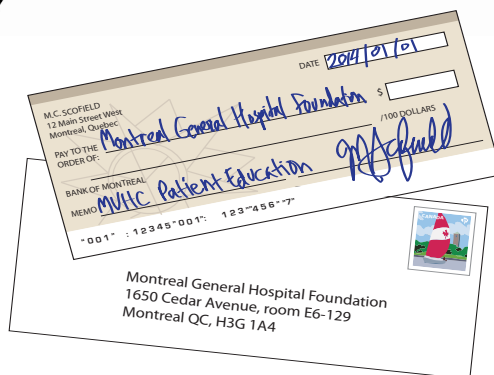 DATE 2014/01/01
M.C. SCOFIELD
12 Main Street West
Montreal, Quebec
PAY TO THE
ORDER OF: Montreal General Hospital Foundation $
/100 DOLLARS
BANK OF MONTREAL
MEMO MUHC Patient Education
"001" : 12345"001": 123"456"7"
CANADA P
Montreal General Hospital Foundation
1650 Cedar Avenue, room E6-129
Montreal QC, H3G 1A4